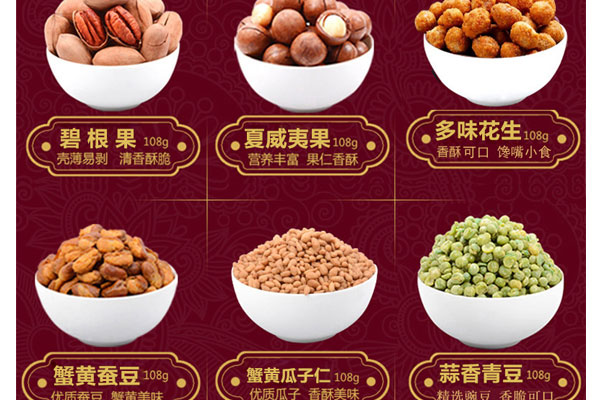 碧根果 108g
壳薄易剥 清香酥脆
夏威夷果 108g
营养丰富 果仁香酥
多味花生 108g
香酥可口 馋嘴小食
蟹黄蚕豆 108g
优质蚕豆 蟹黄美味
蟹黄瓜子仁 108g
优质瓜子 香酥美味
蒜香青豆 108g
精选豌豆 香脆可口